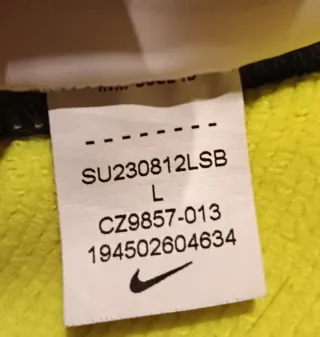 - - - - - - - -
SU230812LSB
L
CZ9857-013
194502604634